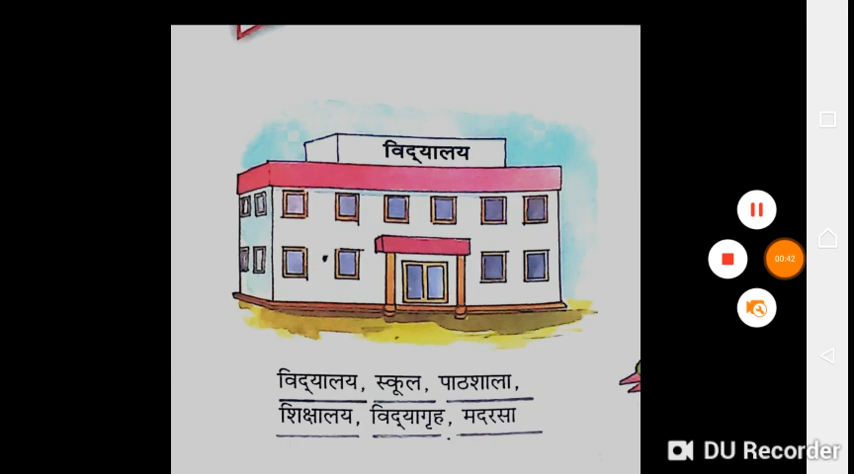 विद्यालय
विद्यालय, स्कूल, पाठशाला,
शिक्षालय, विद्यागृह, मदरसा
00:42
DU Recorder